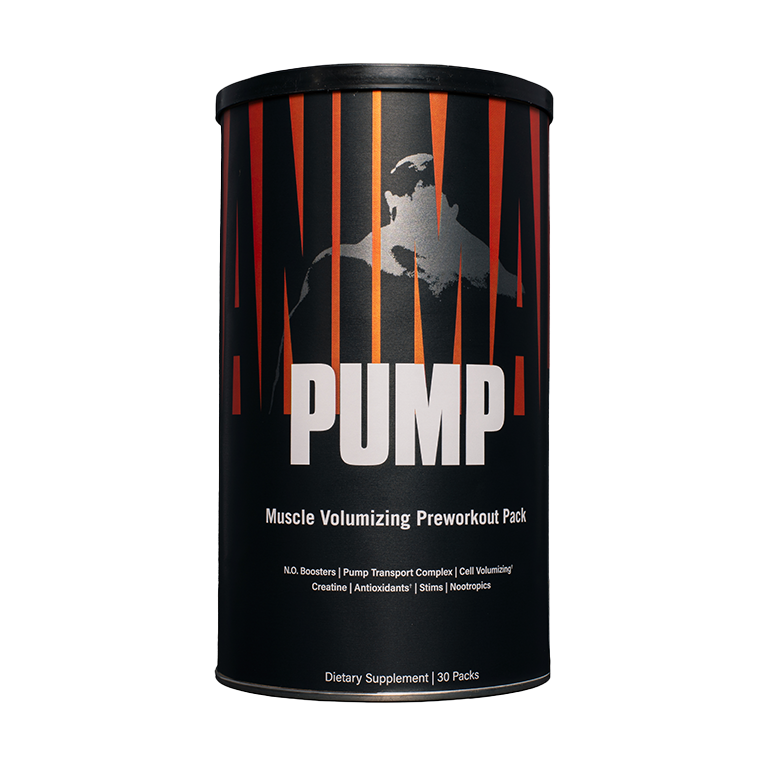 ANIMAL
PUMP
Muscle Volumizing Preworkout Pack
N.O. Boosters | Pump Transport Complex | Cell Volumizing†
Creatine | Antioxidants† | Stims | Nootropics
Dietary Supplement | 30 Packs